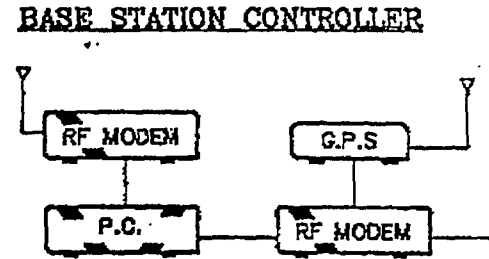 BASE STATION CONTROLLER
RF MODEM
G.P.S
P.C.
RF MODEM